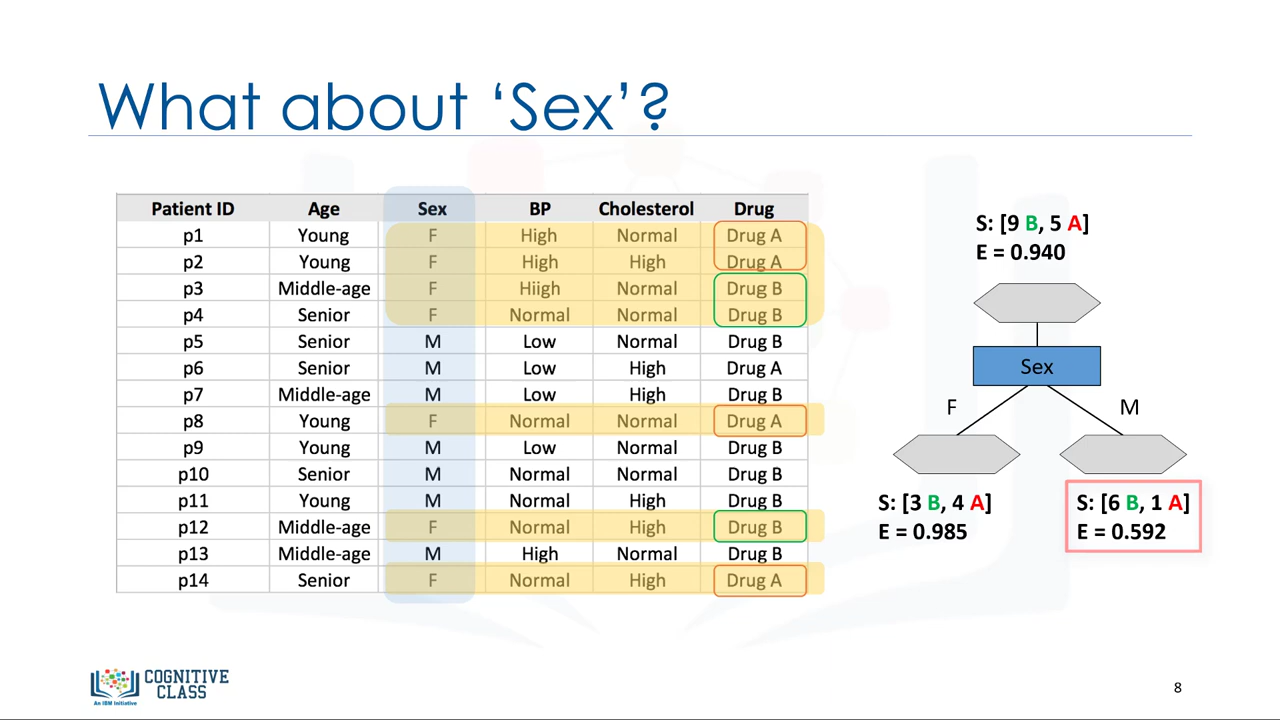 What about ‘Sex’?
Patient ID Age Sex BP Cholesterol Drug
p1 Young F High Normal Drug A
p2 Young F High High Drug A
p3 Middle-age F Hiigh Normal Drug B
p4 Senior F Normal Normal Drug B
p5 Senior M Low Normal Drug B
p6 Senior M Low High Drug A
p7 Middle-age M Low High Drug B
p8 Young F Normal Normal Drug A
p9 Young M Low Normal Drug B
p10 Senior M Normal Normal Drug B
p11 Young M Normal High Drug B
p12 Middle-age F Normal High Drug B
p13 Middle-age M High Normal Drug B
p14 Senior F Normal High Drug A
S: [9 B, 5 A]
E = 0.940
Sex
F M
S: [3 B, 4 A]
E = 0.985
S: [6 B, 1 A]
E = 0.592
COGNITIVE
CLASS
An IBM Initiative
8